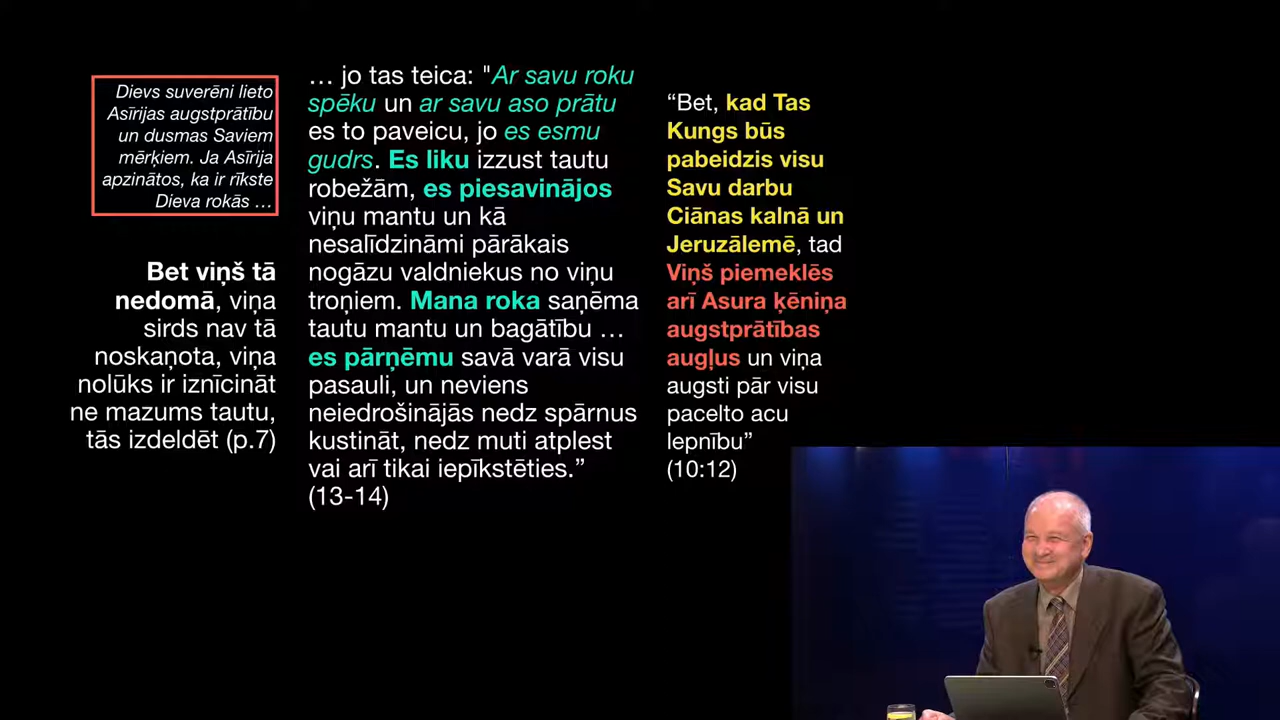 Dievs suverēni lieto
Asīrijas augstprātību
un dusmas Saviem
mērķiem. Ja Asīrija
apzinātos, ka ir rīkste
Dieva rokās …
Bet viņš tā
nedomā, viņa
sirds nav tā
noskaņota, viņa
nolūks ir iznīcināt
ne mazums tautu,
tās izdeldēt (p.7)
… jo tas teica: "Ar savu roku
spēku un ar savu aso prātu
es to paveicu, jo es esmu
gudrs. Es liku izzust tautu
robežām, es piesavinājos
viņu mantu un kā
nesalīdzināmi pārākais
nogāzu valdniekus no viņu
troņiem. Mana roka saņēma
tautu mantu un bagātību …
es pārņēmu savā varā visu
pasauli, un neviens
neiedrošinājās nedz spārnus
kustināt, nedz muti atplest
vai arī tikai iepīkstēties.”
(13-14)
“Bet, kad Tas
Kungs būs
pabeidzis visu
Savu darbu
Ciānas kalnā un
Jeruzālemē, tad
Viņš piemeklēs
arī Asura ķēniņa
augstprātības
augļus un viņa
augsti pār visu
pacelto acu
lepnību”
(10:12)